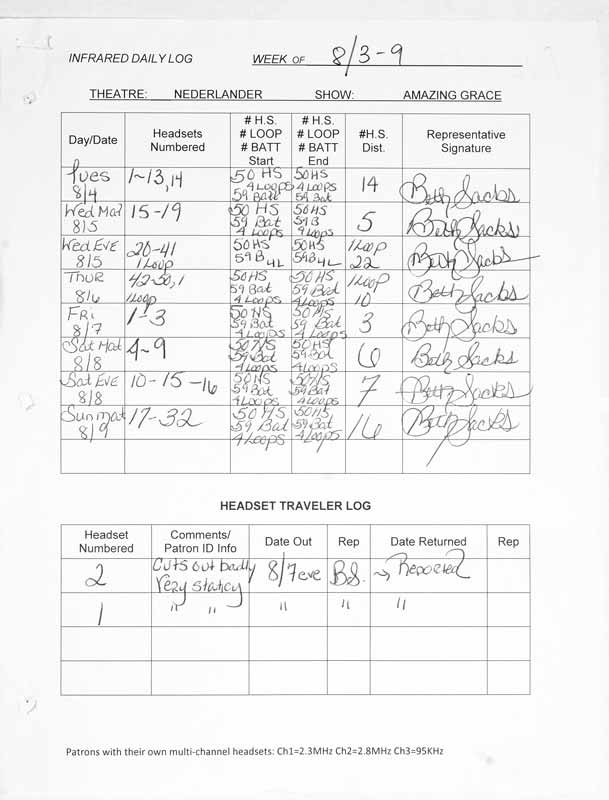 INFRARED DAILY LOG WEEK OF 8/3-9
THEATRE: NEDERLANDER SHOW: AMAZING GRACE
Day/Date Headsets Numbered # H.S. # LOOP # BATT Start # H.S. # LOOP # BATT End #H.S. Dist. Representative Signature
Tues 8/4 1-13, 14 50 HS 4 Loops 59 Batt 50 HS 4 Loops 59 Bat 14 Beth Sacks
Wed Mat 8/5 15-19 50 HS 59 Bat 4 Loops 50 HS 59 B 4 Loops 5 Beth Sacks
Wed EVE 8/5 20-41 1 Loop 50 HS 59 B 4L 50 HS 59 B 4L 1 Loop 22 Beth Sacks
Thur 8/6 42-50, 1 1 Loop 50 HS 59 Bat 4 Loops 50 HS 59 Bat 4 Loops 1 Loop 10 Beth Sacks
Fri 8/7 1-3 50 HS 59 Bat 4 Loops 50 HS 59 Bat 4 Loops 3 Beth Sacks
Sat Mat 8/8 4-9 50 HS 59 Bat 4 Loops 50 HS 59 Bat 4 Loops 6 Beth Sacks
Sat Eve 8/8 10-15-16 50 HS 59 Bat 4 Loops 50 HS 59 Bat 4 Loops 7 Beth Sacks
Sun mat 8/9 17-32 50 HS 59 Bat 4 Loops 50 HS 59 Bat 4 Loops 16 Beth Sacks
HEADSET TRAVELER LOG
Headset Numbered Comments/ Patron ID Info Date Out Rep Date Returned Rep
2 Cuts out badly Very staticy 8/7 eve B.S. → Reported
1 " " " " "
Patrons with their own multi-channel headsets: Ch1=2.3MHz Ch2=2.8MHz Ch3=95KHz